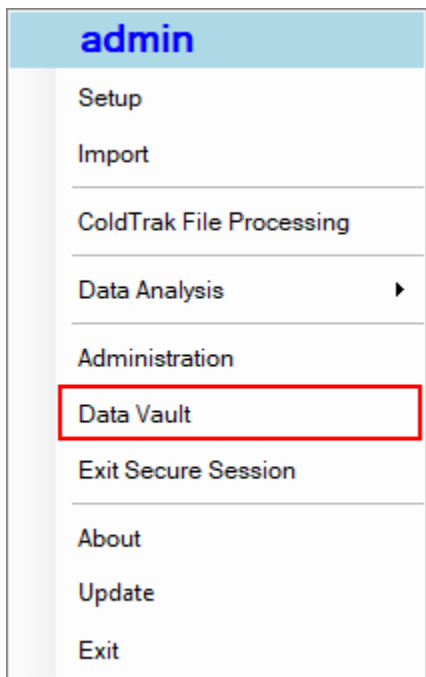 admin
Setup
Import
ColdTrak File Processing
Data Analysis
Administration
Data Vault
Exit Secure Session
About
Update
Exit